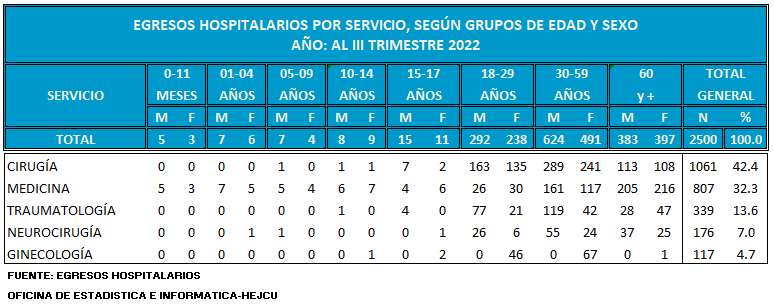 EGRESOS HOSPITALARIOS POR SERVICIO, SEGÚN GRUPOS DE EDAD Y SEXO
AÑO: AL III TRIMESTRE 2022
SERVICIO 0-11 MESES 01-04 AÑOS 05-09 AÑOS 10-14 AÑOS 15-17 AÑOS 18-29 AÑOS 30-59 AÑOS 60 y + TOTAL GENERAL
M F M F M F M F M F M F M F M F N %
TOTAL 5 3 7 6 7 4 8 9 15 11 292 238 624 491 383 397 2500 100.0
CIRUGÍA 0 0 0 0 1 0 1 1 7 2 163 135 289 241 113 108 1061 42.4
MEDICINA 5 3 7 5 5 4 6 7 4 6 26 30 161 117 205 216 807 32.3
TRAUMATOLOGÍA 0 0 0 0 0 0 1 0 4 0 77 21 119 42 28 47 339 13.6
NEUROCIRUGÍA 0 0 0 1 1 0 0 0 0 1 26 6 55 24 37 25 176 7.0
GINECOLOGÍA 0 0 0 0 0 0 0 1 0 2 0 46 0 67 0 1 117 4.7
FUENTE: EGRESOS HOSPITALARIOS
OFICINA DE ESTADISTICA E INFORMATICA-HEJCU